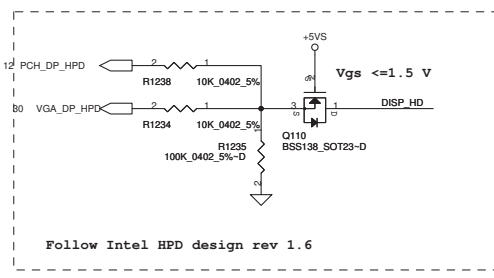 +5VS
12 PCH_DP_HPD 2 1
R1238 10K_0402_5%
Vgs <=1.5 V
30 VGA_DP_HPD 2 1
R1234 10K_0402_5%
3 S G D 1 DISP_HD
Q110
BSS138_SOT23~D
1
R1235
100K_0402_5%~D
2
Follow Intel HPD design rev 1.6